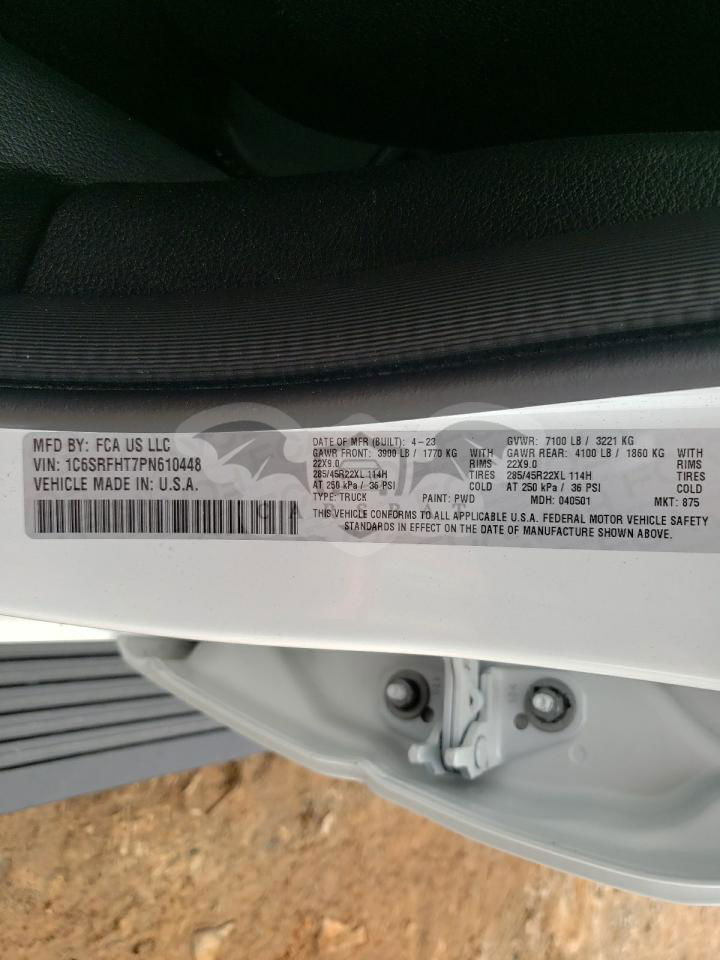 MFD BY: FCA US LLC
VIN: 1C6SRFHT7PN610448
VEHICLE MADE IN: U.S.A.
DATE OF MFR (BUILT): 4-23 GVWR: 7100 LB / 3221 KG
GAWR FRONT: 3900 LB / 1770 KG WITH GAWR REAR: 4100 LB / 1860 KG WITH
22X9.0 RIMS 22X9.0 RIMS
285/45R22XL 114H TIRES 285/45R22XL 114H TIRES
AT 250 kPa / 36 PSI COLD AT 250 kPa / 36 PSI COLD
TYPE: TRUCK PAINT: PWD MDH: 040501 MKT: 875
THIS VEHICLE CONFORMS TO ALL APPLICABLE U.S.A. FEDERAL MOTOR VEHICLE SAFETY
STANDARDS IN EFFECT ON THE DATE OF MANUFACTURE SHOWN ABOVE.
CARSBAT